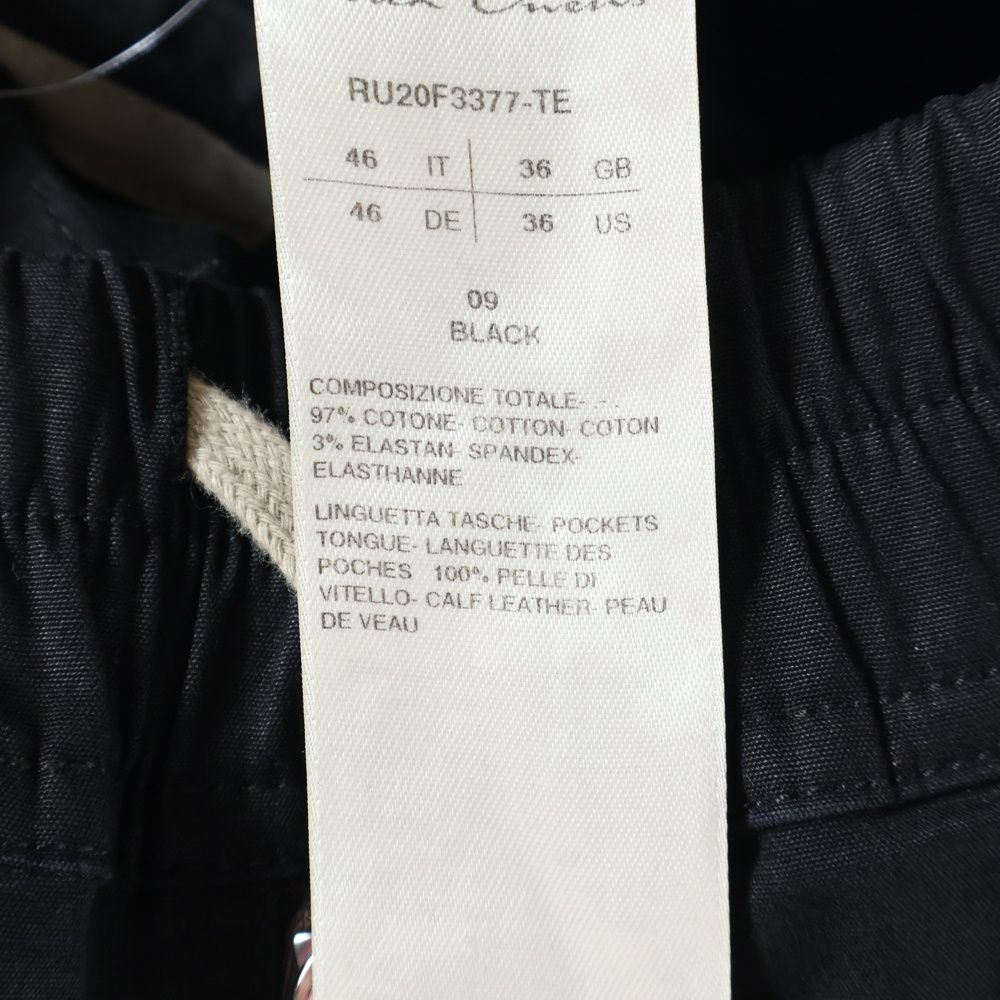 Rick Owens
RU20F3377-TE
46 IT 36 GB
46 DE 36 US
09
BLACK
COMPOSIZIONE TOTALE- - -
97% COTONE- COTTON- COTON
3% ELASTAN- SPANDEX-
ELASTHANNE
LINGUETTA TASCHE- POCKETS
TONGUE- LANGUETTE DES
POCHES 100% PELLE DI
VITELLO- CALF LEATHER- PEAU
DE VEAU